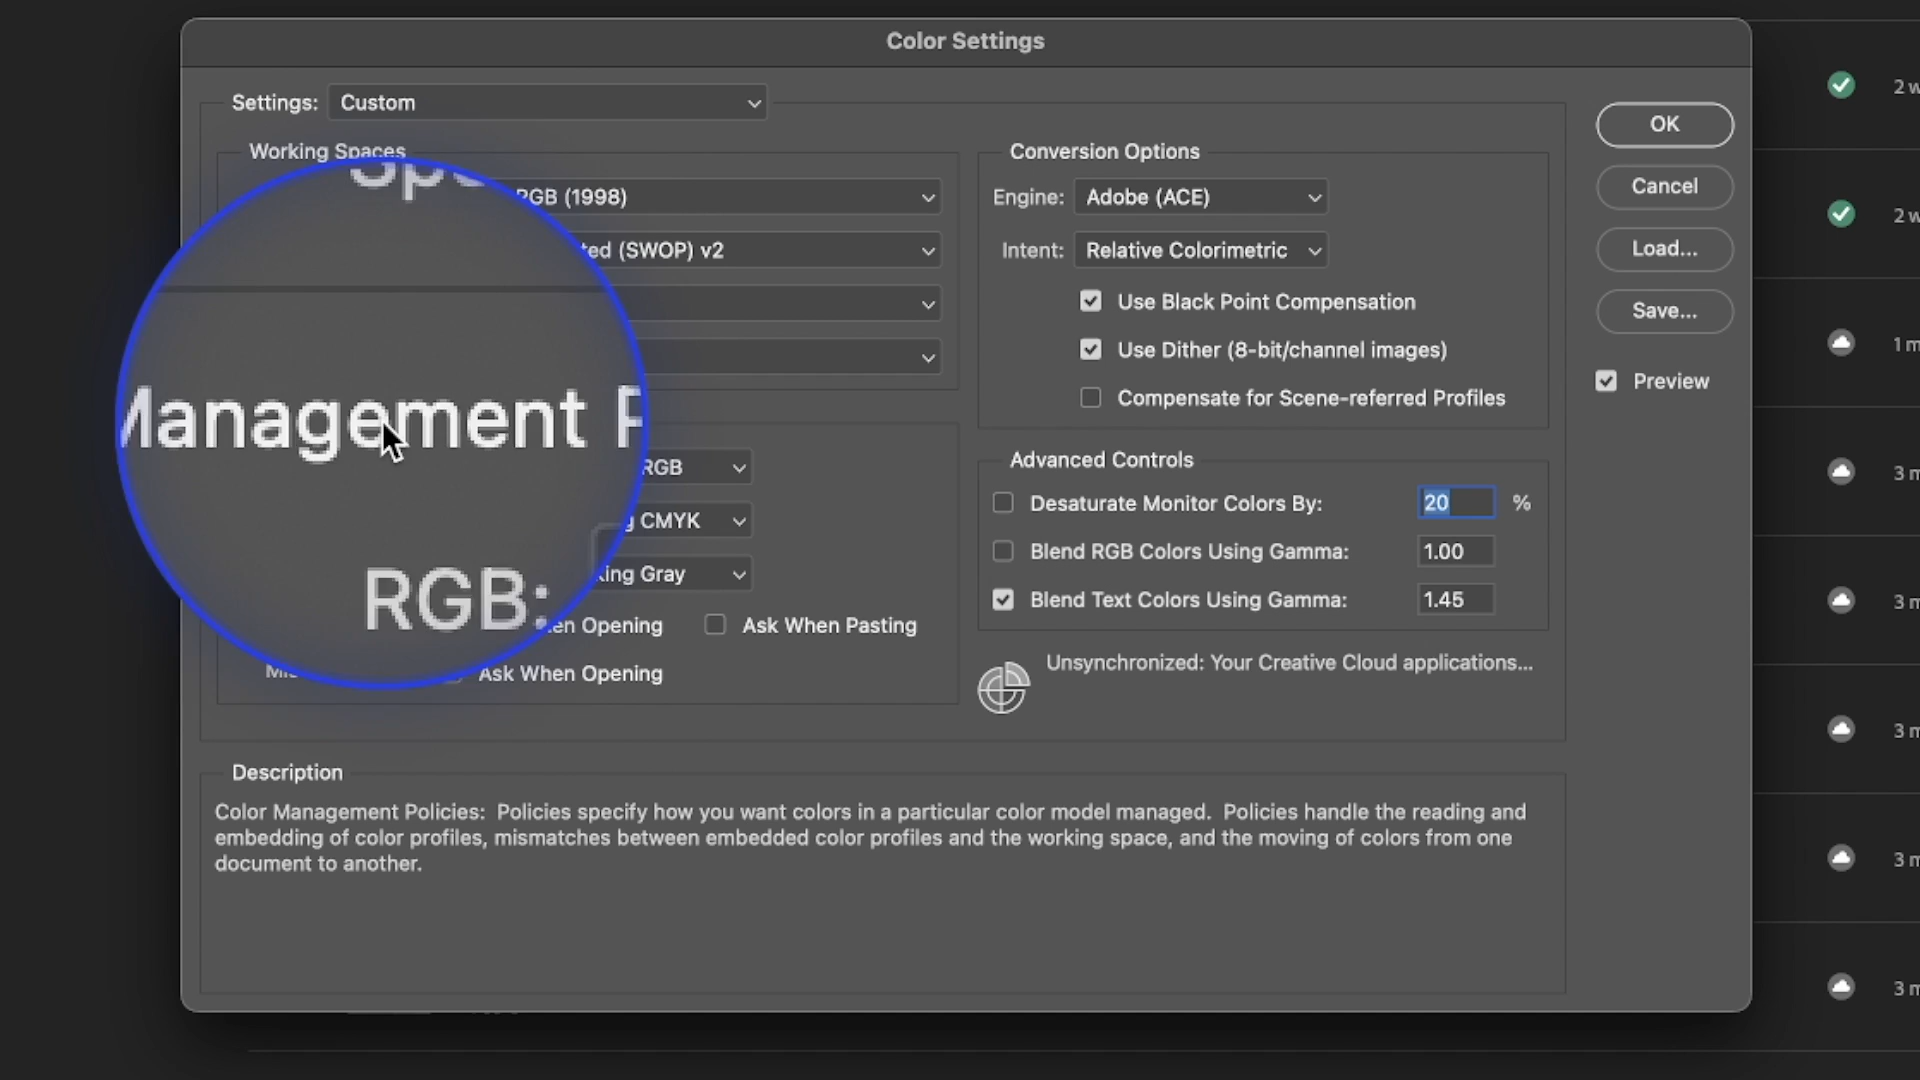 Color Settings
Settings: Custom
Working Spaces
RGB (1998)
(SWOP) v2
Management
RGB:
RGB
CMYK
Gray
Opening
Ask When Pasting
Ask When Opening
Conversion Options
Engine: Adobe (ACE)
Intent: Relative Colorimetric
Use Black Point Compensation
Use Dither (8-bit/channel images)
Compensate for Scene-referred Profiles
Advanced Controls
Desaturate Monitor Colors By: 20 %
Blend RGB Colors Using Gamma: 1.00
Blend Text Colors Using Gamma: 1.45
Unsynchronized: Your Creative Cloud applications...
OK
Cancel
Load...
Save...
Preview
Description
Color Management Policies: Policies specify how you want colors in a particular color model managed. Policies handle the reading and
embedding of color profiles, mismatches between embedded color profiles and the working space, and the moving of colors from one
document to another.
2
2
1
3
3
3
3
3